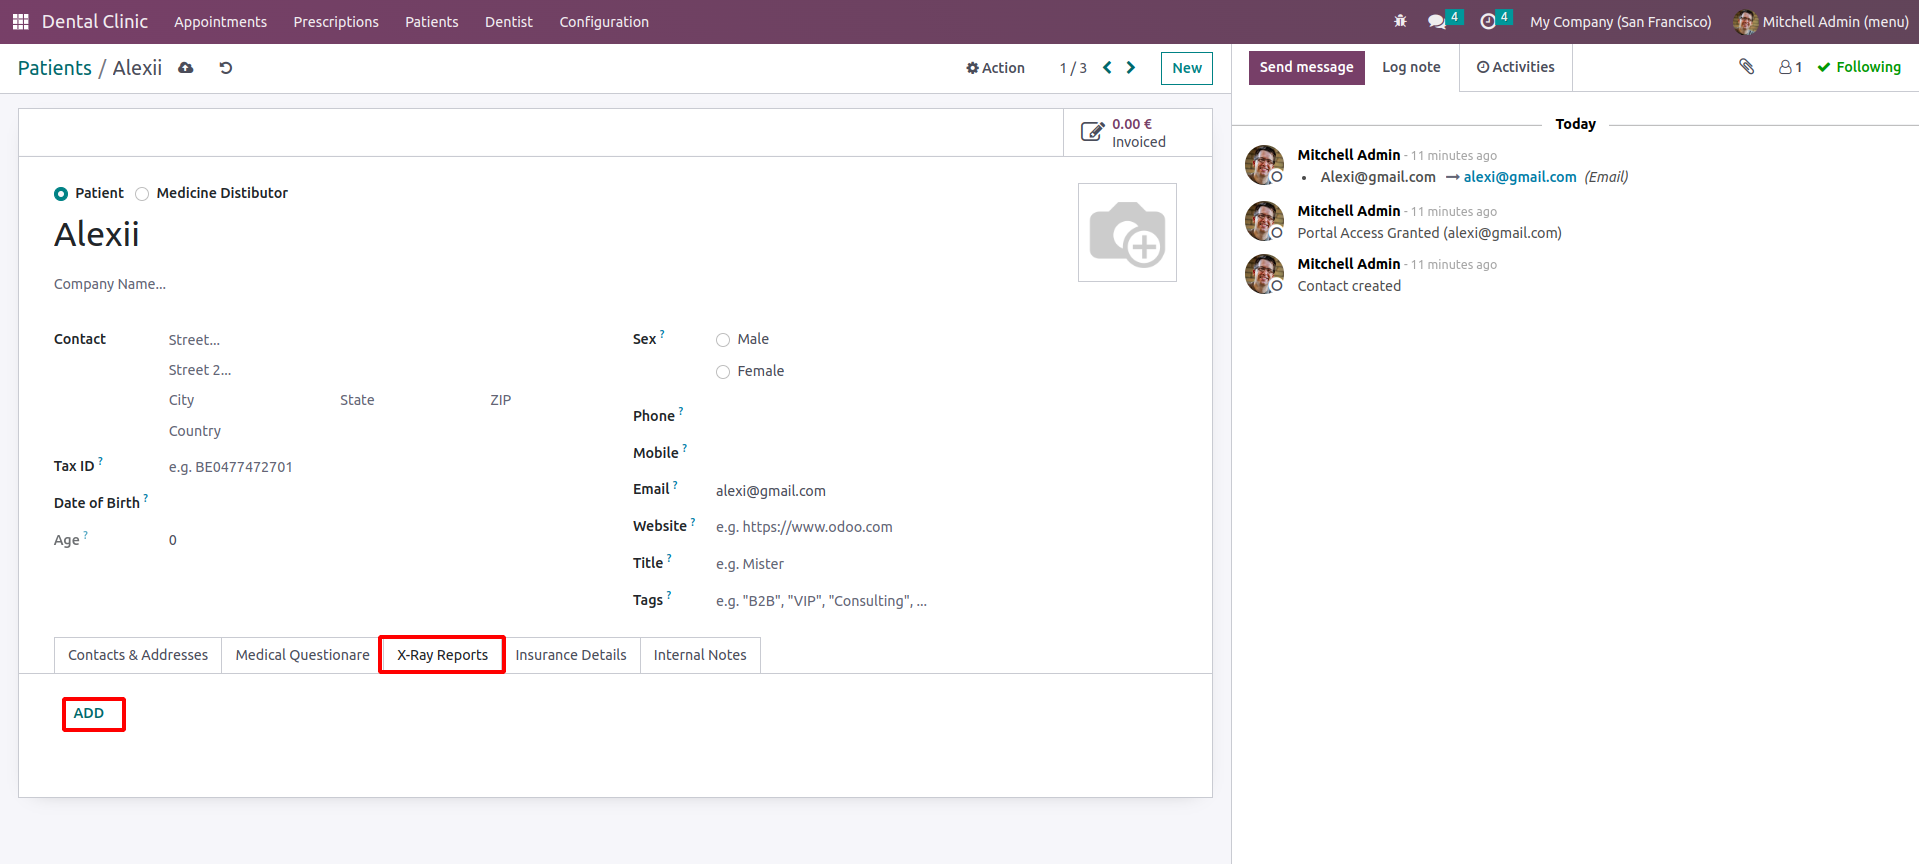 Dental Clinic Appointments Prescriptions Patients Dentist Configuration 4 4 My Company (San Francisco) Mitchell Admin (menu)
Patients / Alexii Action 1 / 3 New Send message Log note Activities 1 Following
0.00 €
Invoiced
Patient Medicine Distibutor
Alexii
Company Name...
Contact Street...
Street 2...
City State ZIP
Country
Tax ID ? e.g. BE0477472701
Date of Birth ?
Age ? 0
Sex ? Male
Female
Phone ?
Mobile ?
Email ? alexi@gmail.com
Website ? e.g. https://www.odoo.com
Title ? e.g. Mister
Tags ? e.g. "B2B", "VIP", "Consulting", ...
Contacts & Addresses Medical Questionare X-Ray Reports Insurance Details Internal Notes
ADD
Today
Mitchell Admin - 11 minutes ago
• Alexi@gmail.com → alexi@gmail.com (Email)
Mitchell Admin - 11 minutes ago
Portal Access Granted (alexi@gmail.com)
Mitchell Admin - 11 minutes ago
Contact created